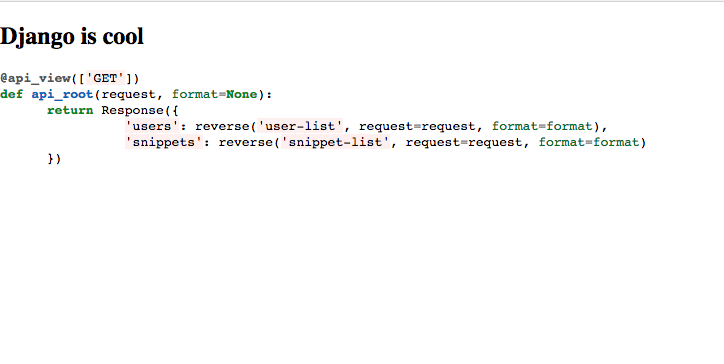 Django is cool
@api_view(['GET'])
def api_root(request, format=None):
      return Response({
                'users': reverse('user-list', request=request, format=format),
                'snippets': reverse('snippet-list', request=request, format=format)
      })